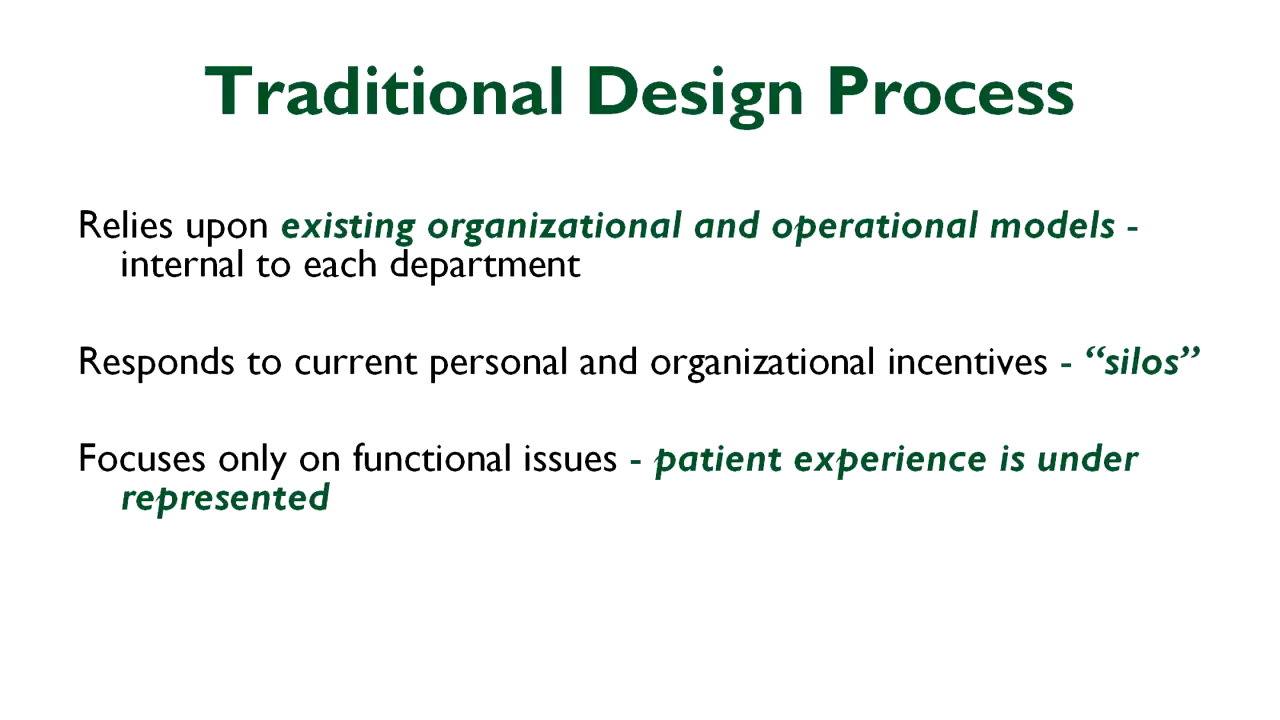 Traditional Design Process
Relies upon existing organizational and operational models -
internal to each department
Responds to current personal and organizational incentives - “silos”
Focuses only on functional issues - patient experience is under
represented